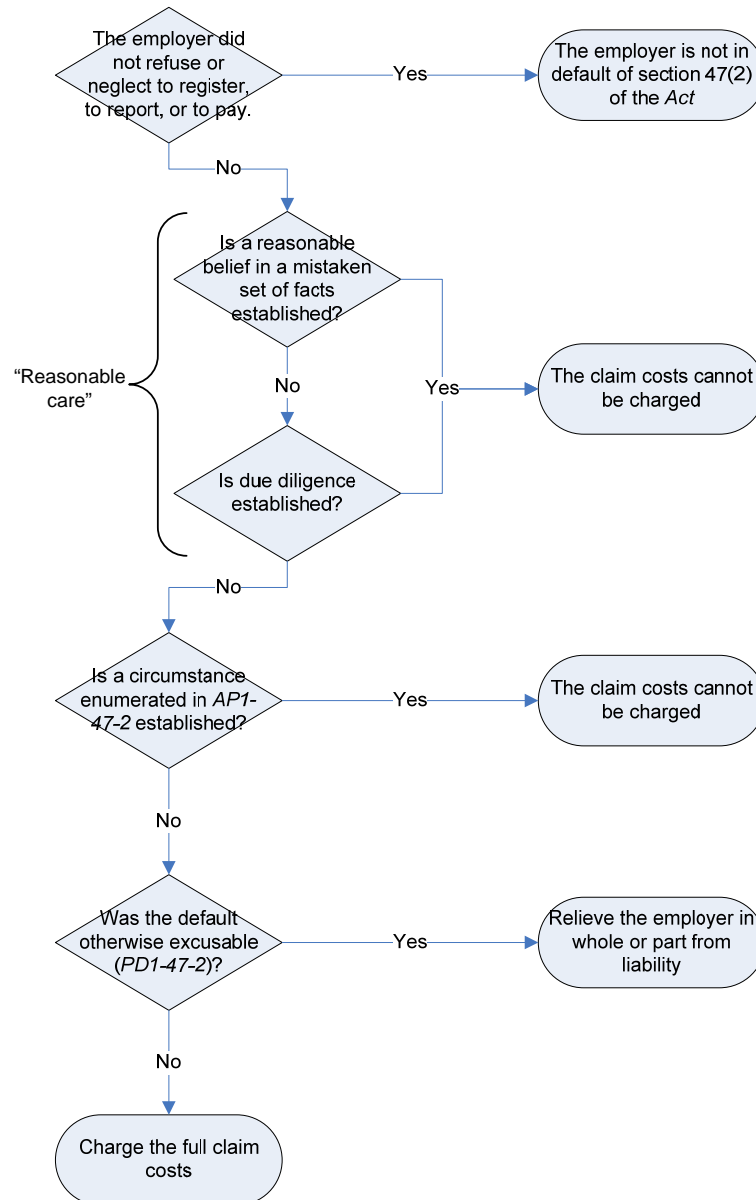 The employer did
not refuse or
neglect to register,
to report, or to pay.
Yes
The employer is not in
default of section 47(2)
of the Act
No
Is a reasonable
belief in a mistaken
set of facts
established?
“Reasonable
care”
No
Yes
The claim costs cannot
be charged
Is due diligence
established?
No
Is a circumstance
enumerated in AP1-
47-2 established?
Yes
The claim costs cannot
be charged
No
Was the default
otherwise excusable
(PD1-47-2)?
Yes
Relieve the employer in
whole or part from
liability
No
Charge the full claim
costs